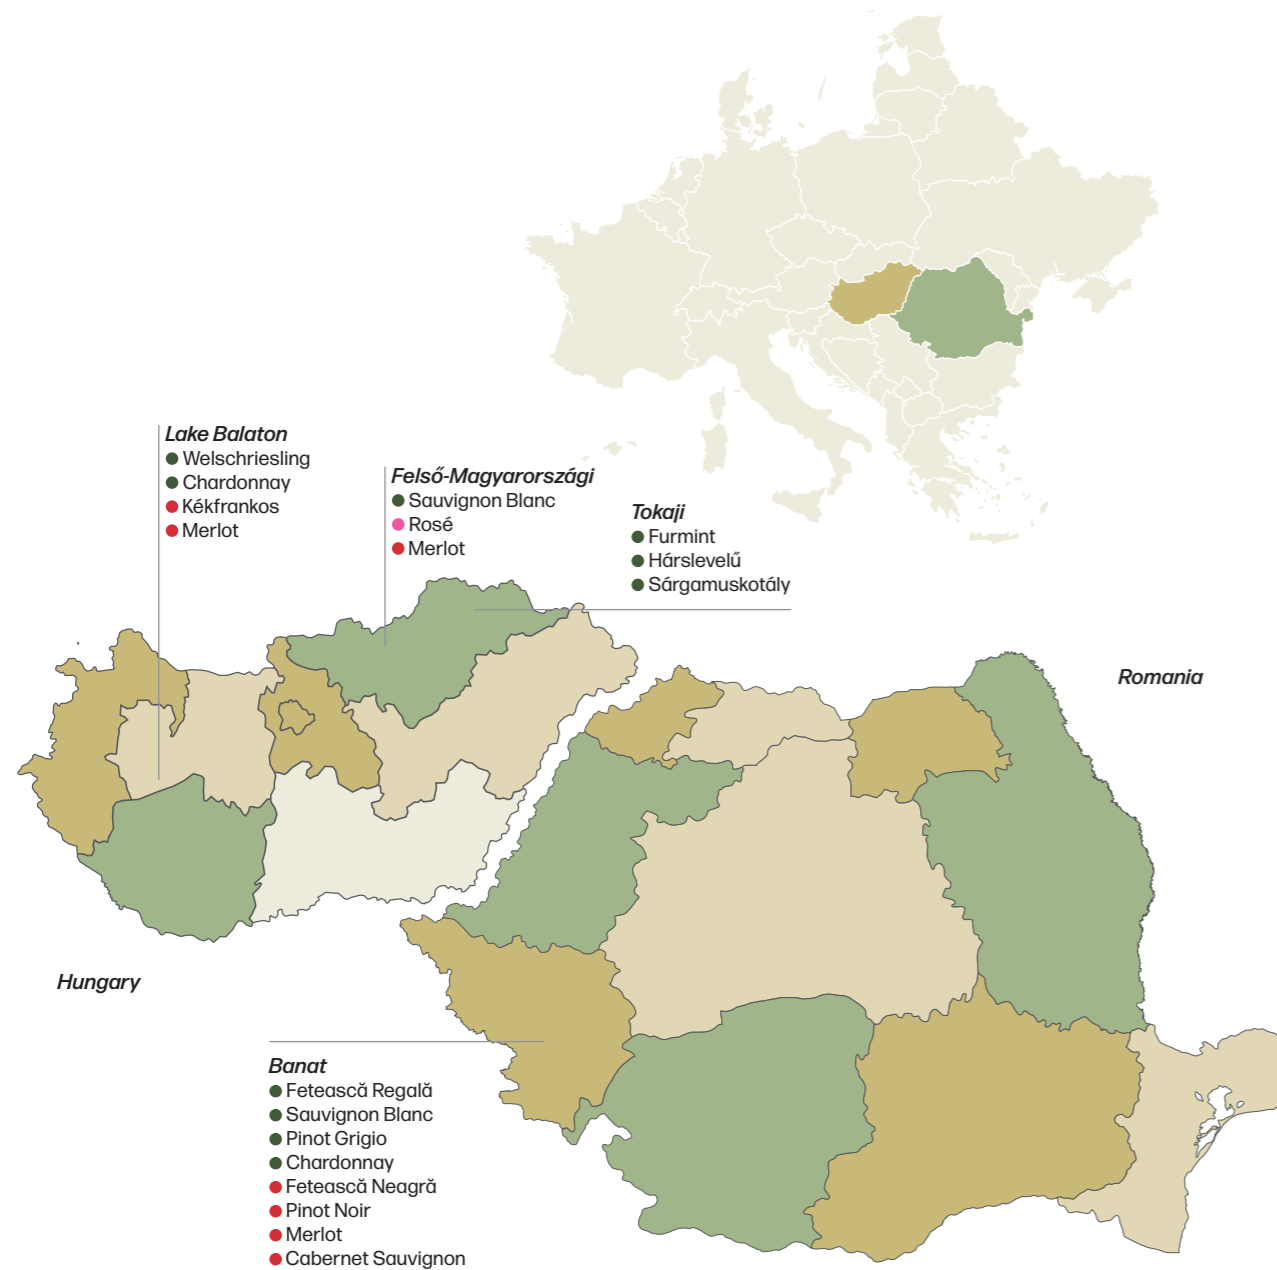 Lake Balaton
Welschriesling
Chardonnay
Kékfrankos
Merlot
Felső-Magyarországi
Sauvignon Blanc
Rosé
Merlot
Tokaji
Furmint
Hárslevelű
Sárgamuskotály
Romania
Hungary
Banat
Fetească Regală
Sauvignon Blanc
Pinot Grigio
Chardonnay
Fetească Neagră
Pinot Noir
Merlot
Cabernet Sauvignon